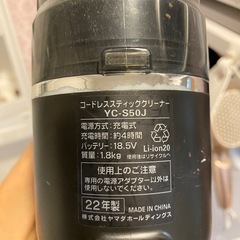 コードレススティッククリーナー
YC-S50J
電源方式：充電式
充電時間：約4時間
バッテリー：18.5V
質量：1.8kg
Li-ion20
使用後はリサイクルへ
使用上のご注意
専用の電源アダプター以外は
使用しないでください。
22年製
MADE IN CHINA
株式会社ヤマダホールディングス